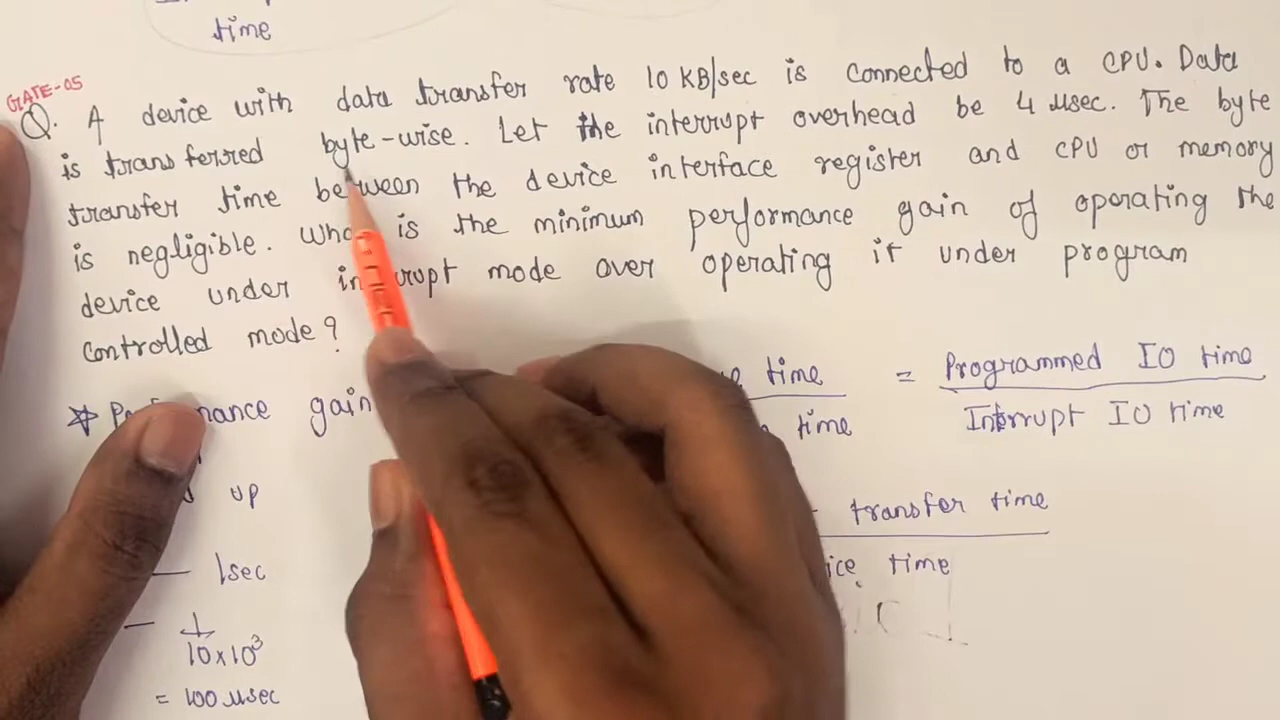 time
GATE-05
Q. A device with data transfer rate 10 KB/sec is connected to a CPU. Data
is transferred byte-wise. Let the interrupt overhead be 4 μsec. The byte
transfer time between the device interface register and CPU or memory
is negligible. is the minimum performance gain of operating the
device under mode over operating it under program
controlled mode?
gain time = Programmed IO time
time Interrupt IO time
up transfer time
time
1sec
1
10×10³
= 100 μsec